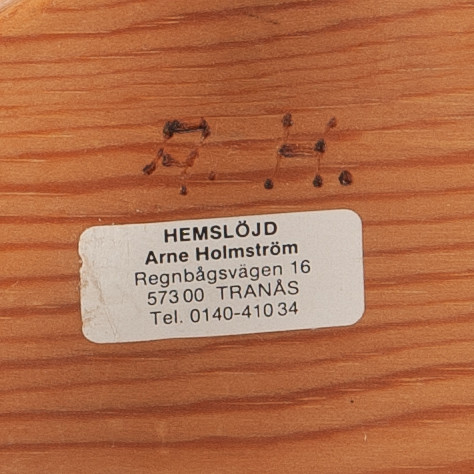 A.H.
HEMSLÖJD
Arne Holmström
Regnbågsvägen 16
573 00 TRANÅS
Tel. 0140-410 34